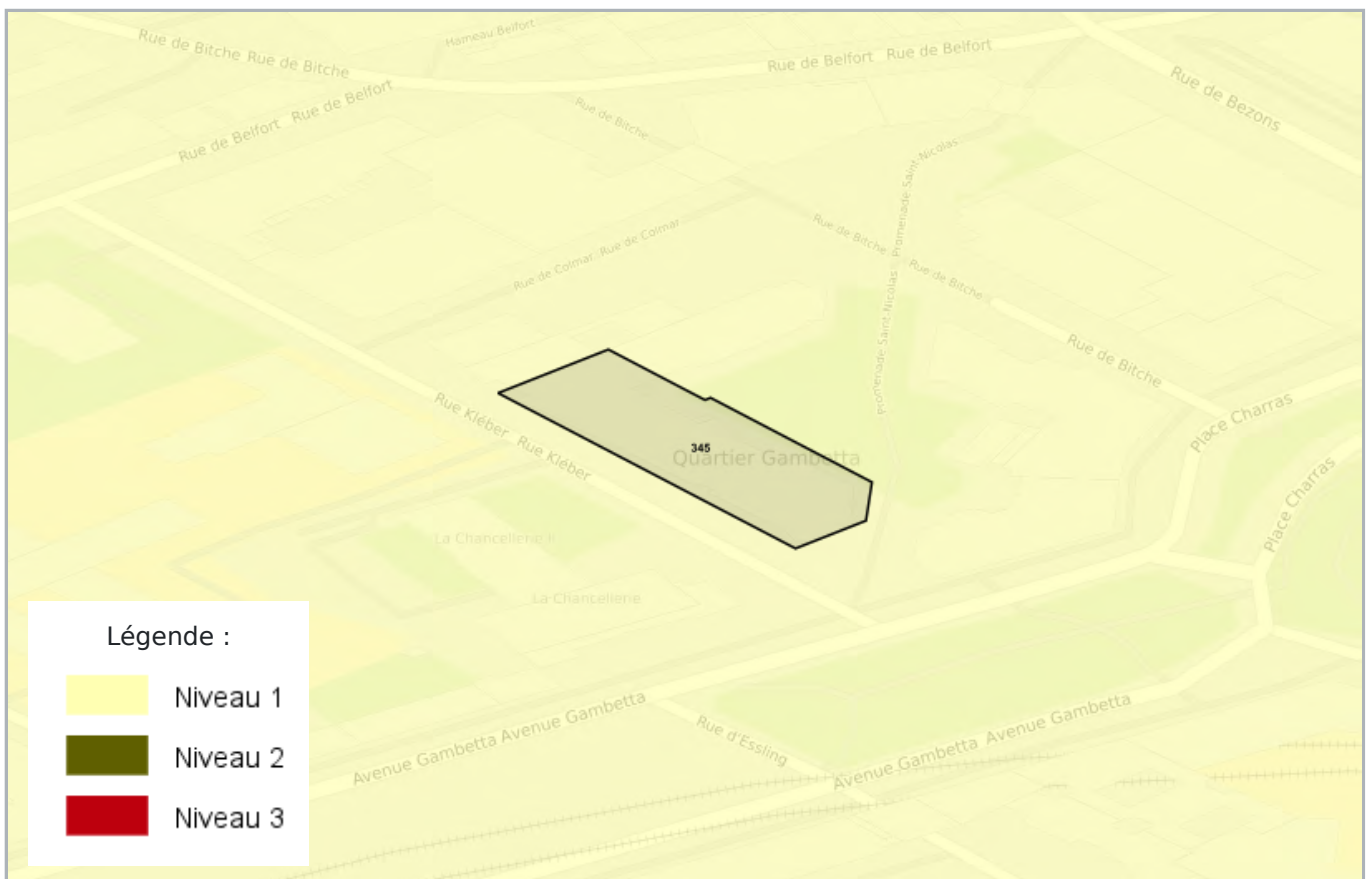 Hameau Belfort
Rue de Bitche Rue de Bitche
Rue de Belfort Rue de Belfort
Rue de Bezons
Rue de Belfort Rue de Belfort
Rue de Bitche
Promenade Saint-Nicolas Promenade Saint-Nicolas
Rue de Colmar Rue de Colmar
Rue de Bitche Rue de Bitche
Rue de Bitche
Place Charras
Rue Kléber Rue Kléber
345
Quartier Gambetta
Place Charras
La Chancellerie II
La Chancellerie
Légende :
Niveau 1
Niveau 2
Niveau 3
Avenue Gambetta Avenue Gambetta
Rue d'Essling
Avenue Gambetta Avenue Gambetta